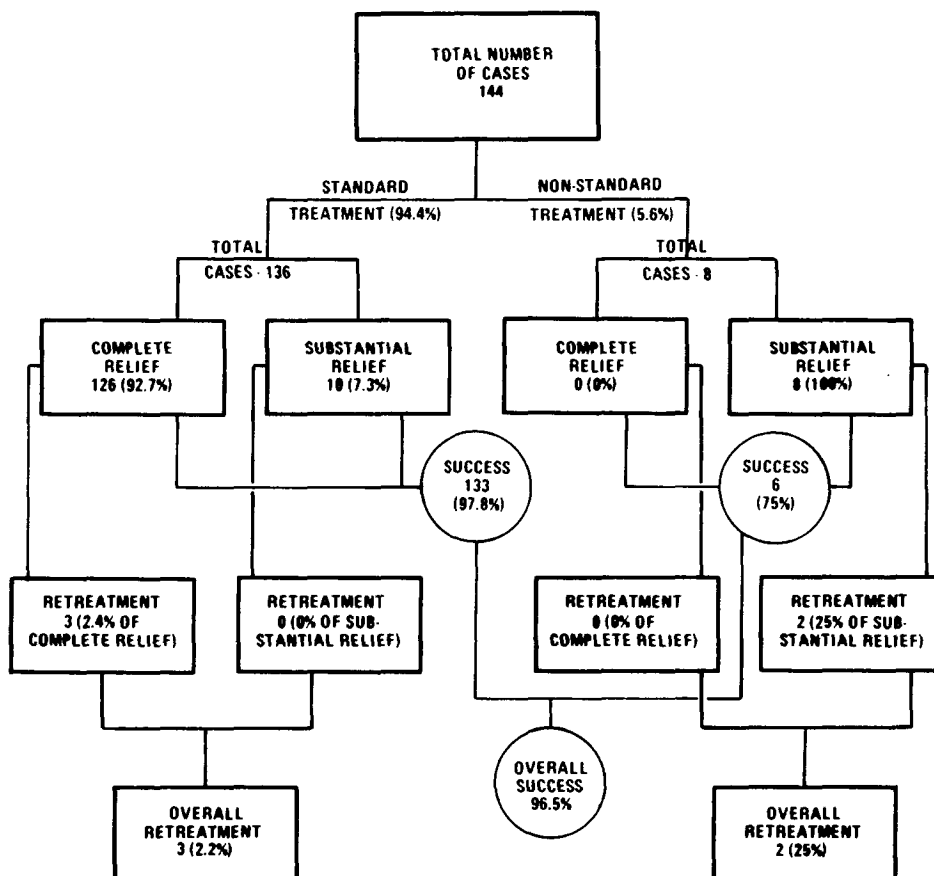 TOTAL NUMBER
OF CASES
144
STANDARD
TREATMENT (94.4%)
NON-STANDARD
TREATMENT (5.6%)
TOTAL
CASES - 136
TOTAL
CASES - 8
COMPLETE
RELIEF
126 (92.7%)
SUBSTANTIAL
RELIEF
10 (7.3%)
COMPLETE
RELIEF
0 (0%)
SUBSTANTIAL
RELIEF
8 (100%)
SUCCESS
133
(97.8%)
SUCCESS
6
(75%)
RETREATMENT
3 (2.4% OF
COMPLETE RELIEF)
RETREATMENT
0 (0% OF SUB-
STANTIAL RELIEF)
RETREATMENT
0 (0% OF
COMPLETE RELIEF)
RETREATMENT
2 (25% OF SUB-
STANTIAL RELIEF)
OVERALL
SUCCESS
96.5%
OVERALL
RETREATMENT
3 (2.2%)
OVERALL
RETREATMENT
2 (25%)